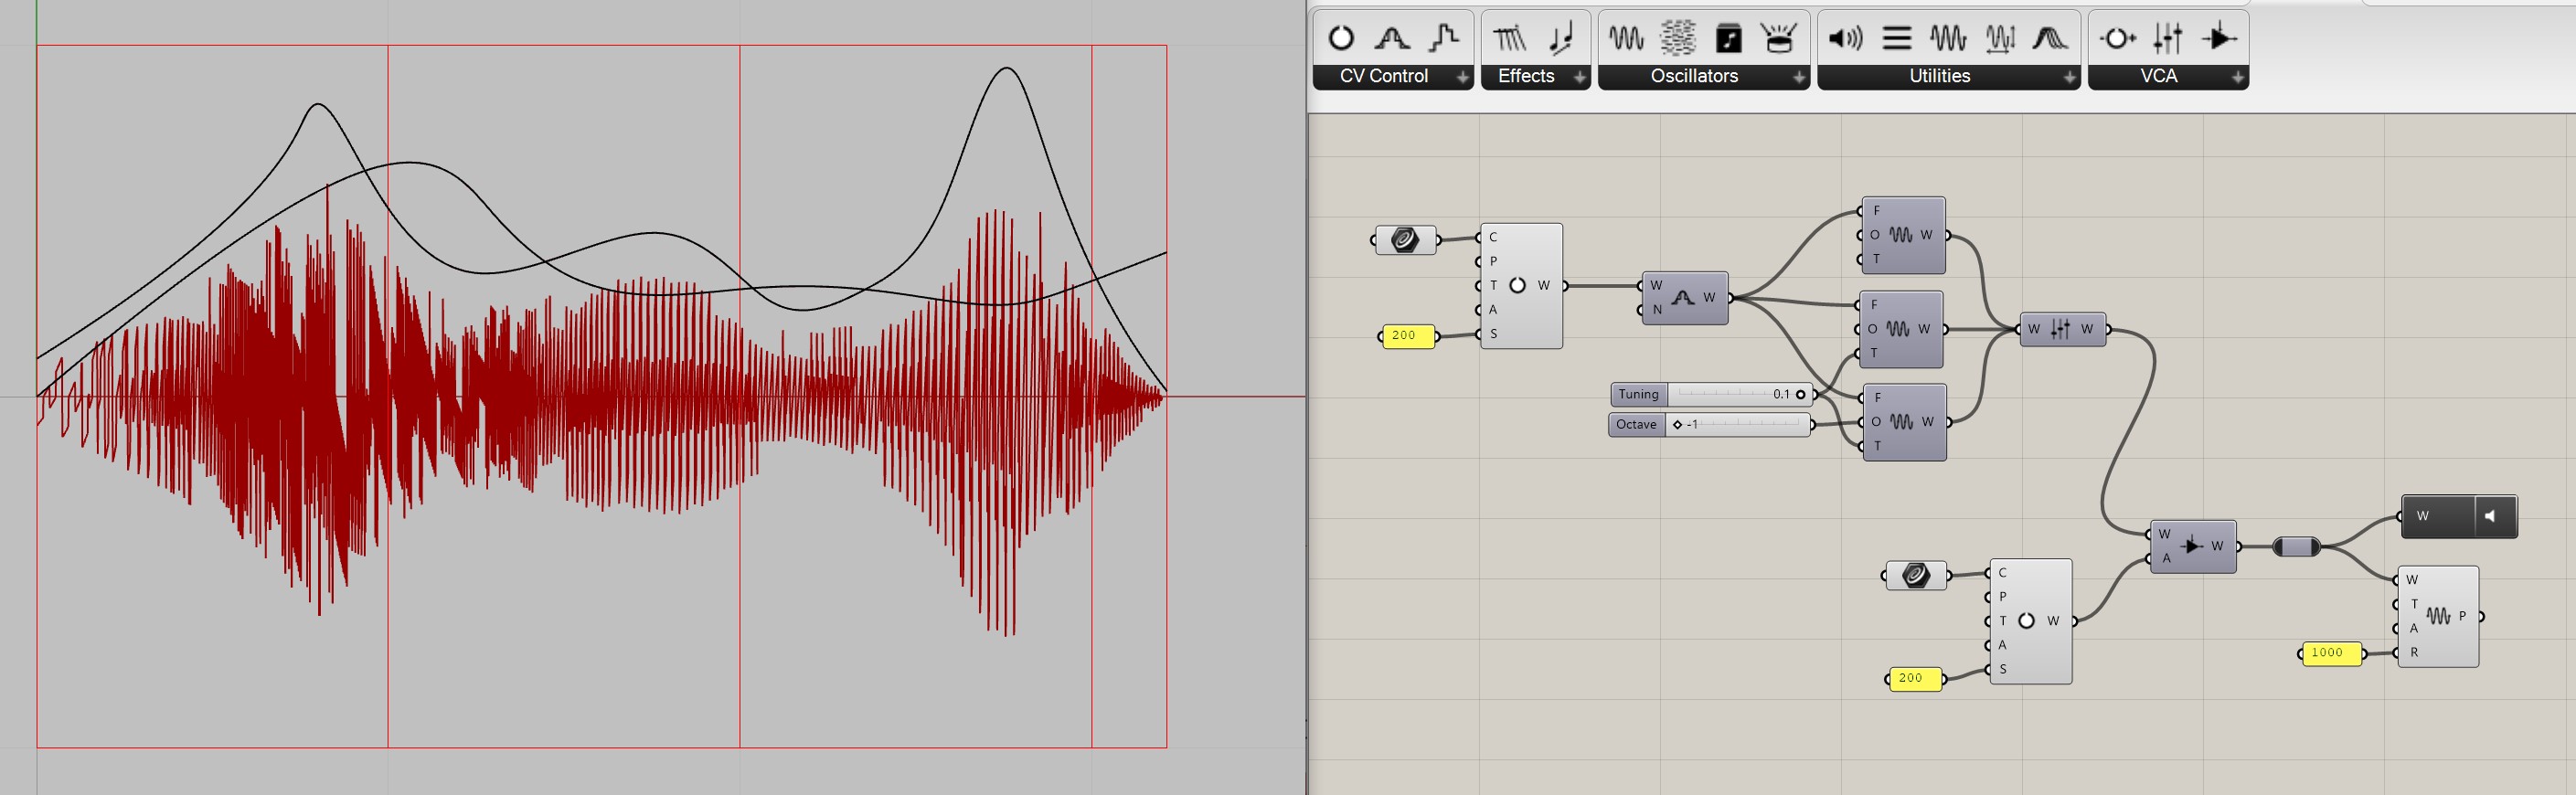 CV Control
Effects
Oscillators
Utilities
VCA
F
O W
T
C
P
T W
A
S
200
W W
N
F
O W
T
W W
Tuning 0.1
Octave -1
F
O W
T
W
W W
A
C
P
T W
A
S
200
W
T P
A
R
1000